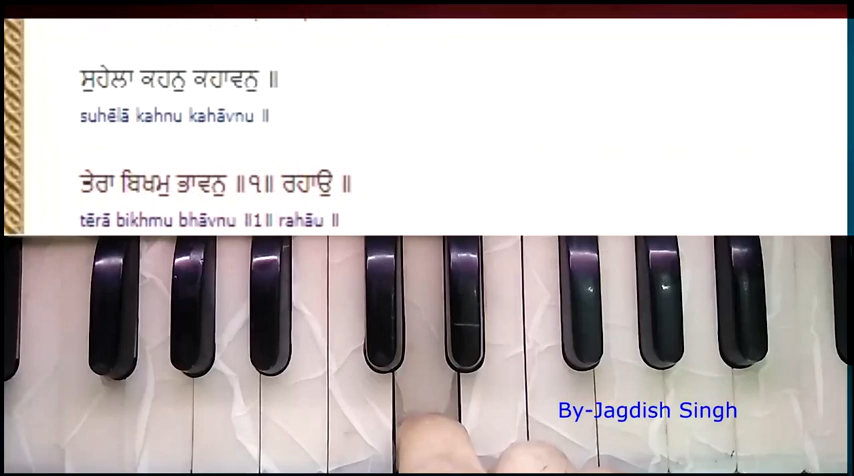 ਸੁਹੇਲਾ ਕਹਨੁ ਕਹਾਵਨੁ ॥
suhēlā kahnu kahāvnu ॥
ਤੇਰਾ ਬਿਖਮੁ ਭਾਵਨੁ ॥੧॥ ਰਹਾਉ ॥
tērā bikhmu bhāvnu ॥1॥ rahāu ॥
By-Jagdish Singh